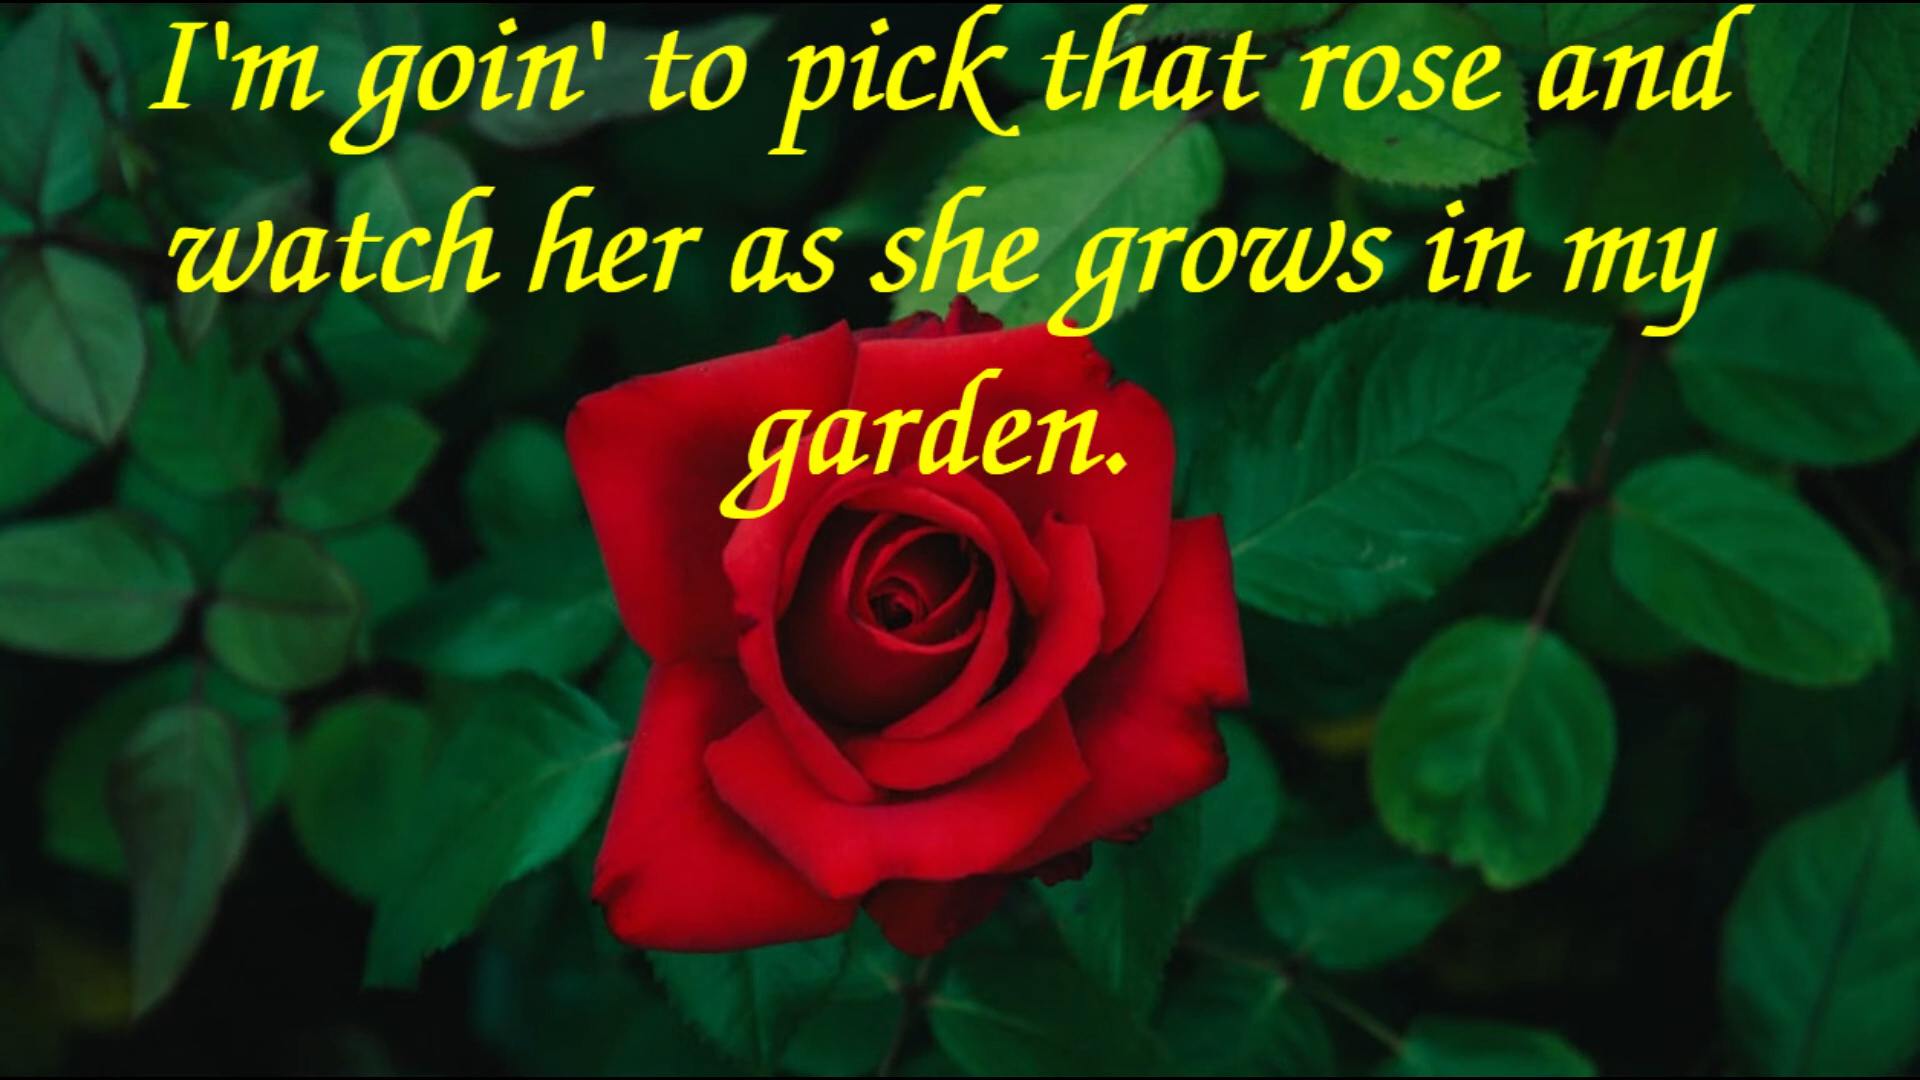 I'm goin' to pick that rose and
watch her as she grows in my
garden.